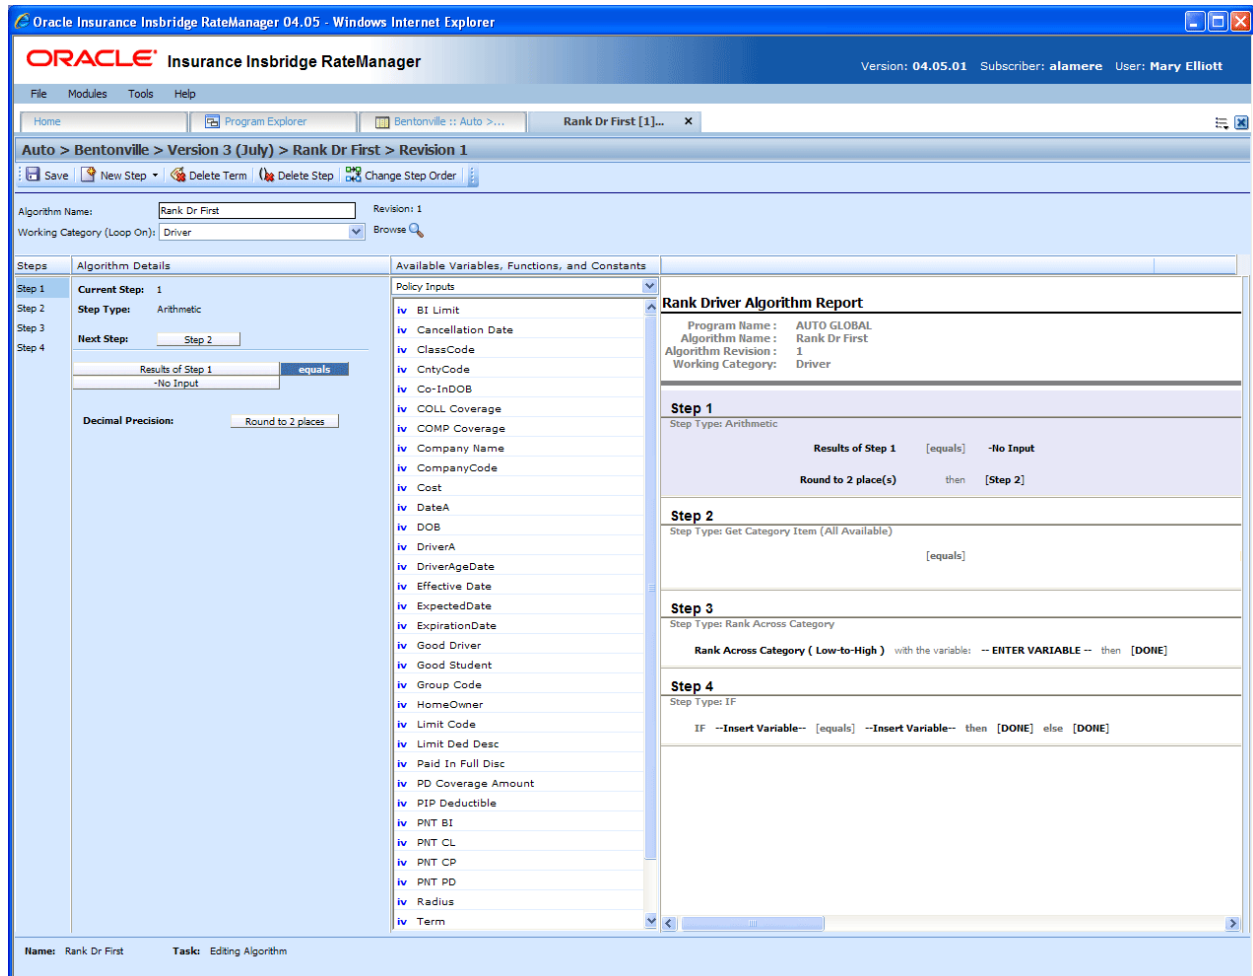 Oracle Insurance Insbridge RateManager 04.05 - Windows Internet Explorer
ORACLE Insurance Insbridge RateManager
Version: 04.05.01 Subscriber: alamere User: Mary Elliott
File Modules Tools Help
Home Program Explorer Bentonville :: Auto >... Rank Dr First [1]... ×
Auto > Bentonville > Version 3 (July) > Rank Dr First > Revision 1
Save New Step Delete Term Delete Step Change Step Order
Algorithm Name: Rank Dr First Revision: 1
Working Category (Loop On): Driver Browse
Steps
Step 1
Step 2
Step 3
Step 4
Algorithm Details
Current Step: 1
Step Type: Arithmetic
Next Step: Step 2
Results of Step 1 equals
-No Input
Decimal Precision: Round to 2 places
Available Variables, Functions, and Constants
Policy Inputs
iv BI Limit
iv Cancellation Date
iv ClassCode
iv CntyCode
iv Co-InDOB
iv COLL Coverage
iv COMP Coverage
iv Company Name
iv CompanyCode
iv Cost
iv DateA
iv DOB
iv DriverA
iv DriverAgeDate
iv Effective Date
iv ExpectedDate
iv ExpirationDate
iv Good Driver
iv Good Student
iv Group Code
iv HomeOwner
iv Limit Code
iv Limit Ded Desc
iv Paid In Full Disc
iv PD Coverage Amount
iv PIP Deductible
iv PNT BI
iv PNT CL
iv PNT CP
iv PNT PD
iv Radius
iv Term
Rank Driver Algorithm Report
Program Name : AUTO GLOBAL
Algorithm Name : Rank Dr First
Algorithm Revision : 1
Working Category: Driver
Step 1
Step Type: Arithmetic
Results of Step 1 [equals] -No Input
Round to 2 place(s) then [Step 2]
Step 2
Step Type: Get Category Item (All Available)
[equals]
Step 3
Step Type: Rank Across Category
Rank Across Category ( Low-to-High ) with the variable: -- ENTER VARIABLE -- then [DONE]
Step 4
Step Type: IF
IF --Insert Variable-- [equals] --Insert Variable-- then [DONE] else [DONE]
Name: Rank Dr First Task: Editing Algorithm